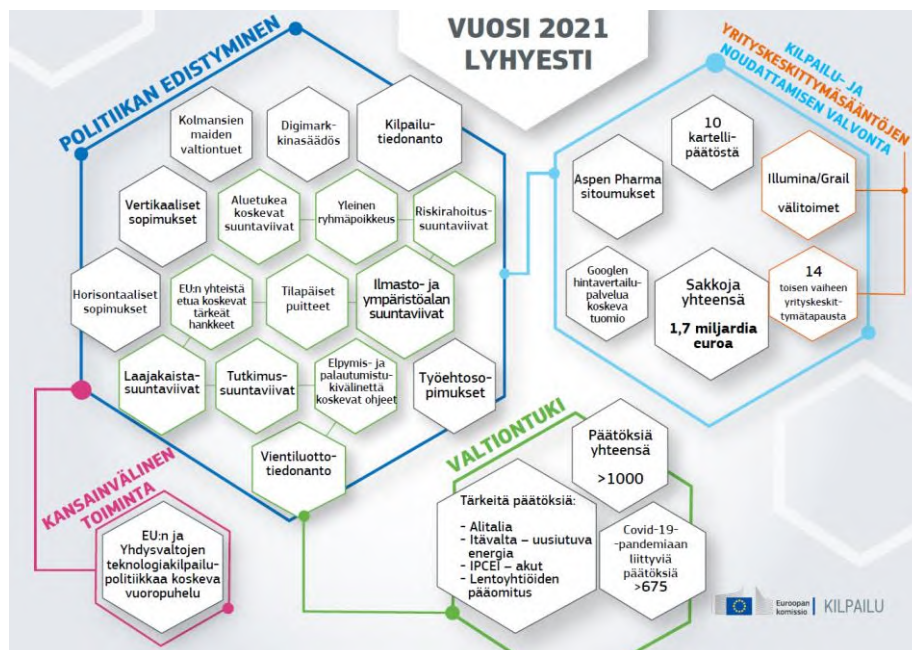 VUOSI 2021
LYHYESTI
POLITIIKAN EDISTYMINEN
Kolmansien
maiden
valtiontuet
Digimark-
kinasäädös
Kilpailu-
tiedonanto
Vertikaaliset
sopimukset
Aluetukea
koskevat
suuntaviivat
Yleinen
ryhmäpoikkeus
Riskirahoitus-
suuntaviivat
Horisontaaliset
sopimukset
EU:n yhteistä
etua koskevat
tärkeät
hankkeet
Tilapäiset
puitteet
Ilmasto- ja
ympäristöalan
suuntaviivat
Laajakaista-
suuntaviivat
Tutkimus-
suuntaviivat
Elpymis- ja
palautumistu-
kivälinettä
koskevat ohjeet
Työehtoso-
pimukset
Vientiluotto-
tiedonanto
KILPAILU- JA
YRITYSKESKITTYMÄSÄÄNTÖJEN
NOUDATTAMISEN VALVONTA
10
kartelli-
päätöstä
Aspen Pharma
sitoumukset
Illumina/Grail
välitoimet
Googlen
hintavertailu-
palvelua
koskeva
tuomio
Sakkoja
yhteensä
1,7 miljardia
euroa
14
toisen vaiheen
yrityskeskit-
tymätapausta
KANSAINVÄLINEN
TOIMINTA
EU:n ja
Yhdysvaltojen
teknologiakilpailu-
politiikkaa koskeva
vuoropuhelu
VALTIONTUKI
Päätöksiä
yhteensä
>1000
Tärkeitä päätöksiä:
- Alitalia
- Itävalta – uusiutuva
energia
- IPCEI – akut
- Lentoyhtiöiden
pääomitus
Covid-19-
-pandemiaan
liittyviä
päätöksiä
>675
Euroopan
komissio
KILPAILU